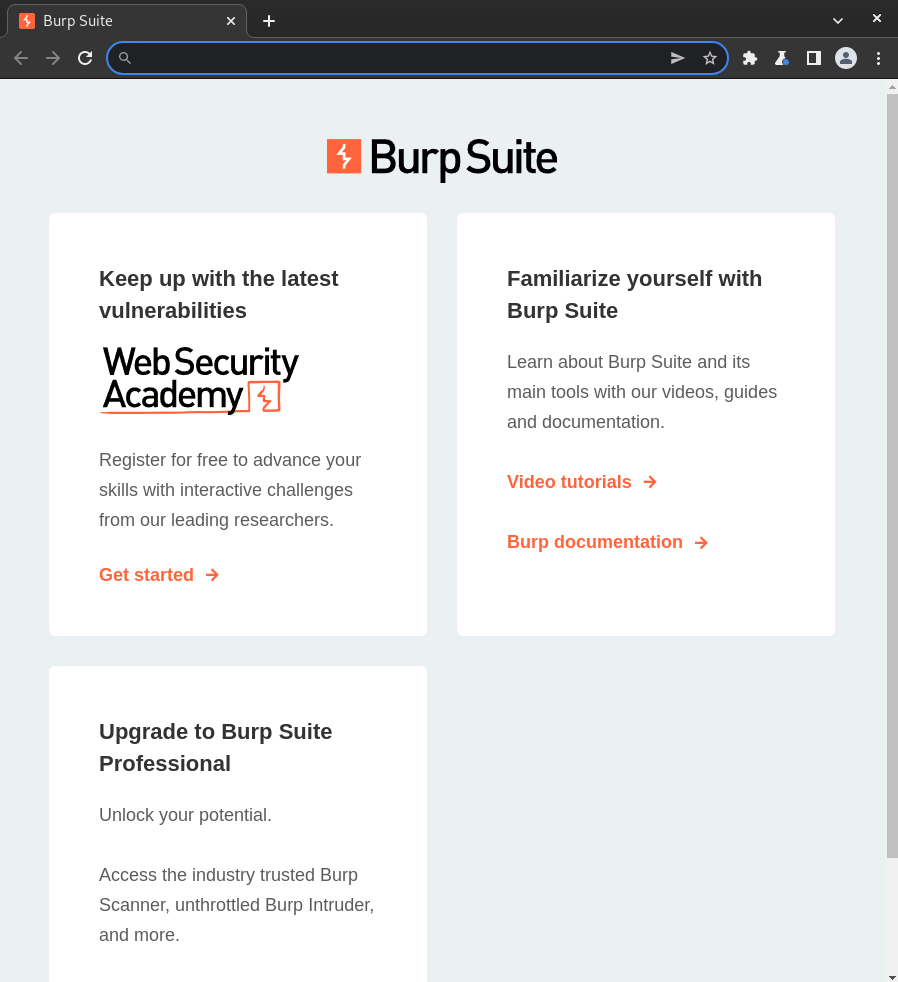 Burp Suite
Burp Suite
Keep up with the latest
vulnerabilities
Web Security
Academy
Register for free to advance your
skills with interactive challenges
from our leading researchers.
Get started
Familiarize yourself with
Burp Suite
Learn about Burp Suite and its
main tools with our videos, guides
and documentation.
Video tutorials
Burp documentation
Upgrade to Burp Suite
Professional
Unlock your potential.
Access the industry trusted Burp
Scanner, unthrottled Burp Intruder,
and more.